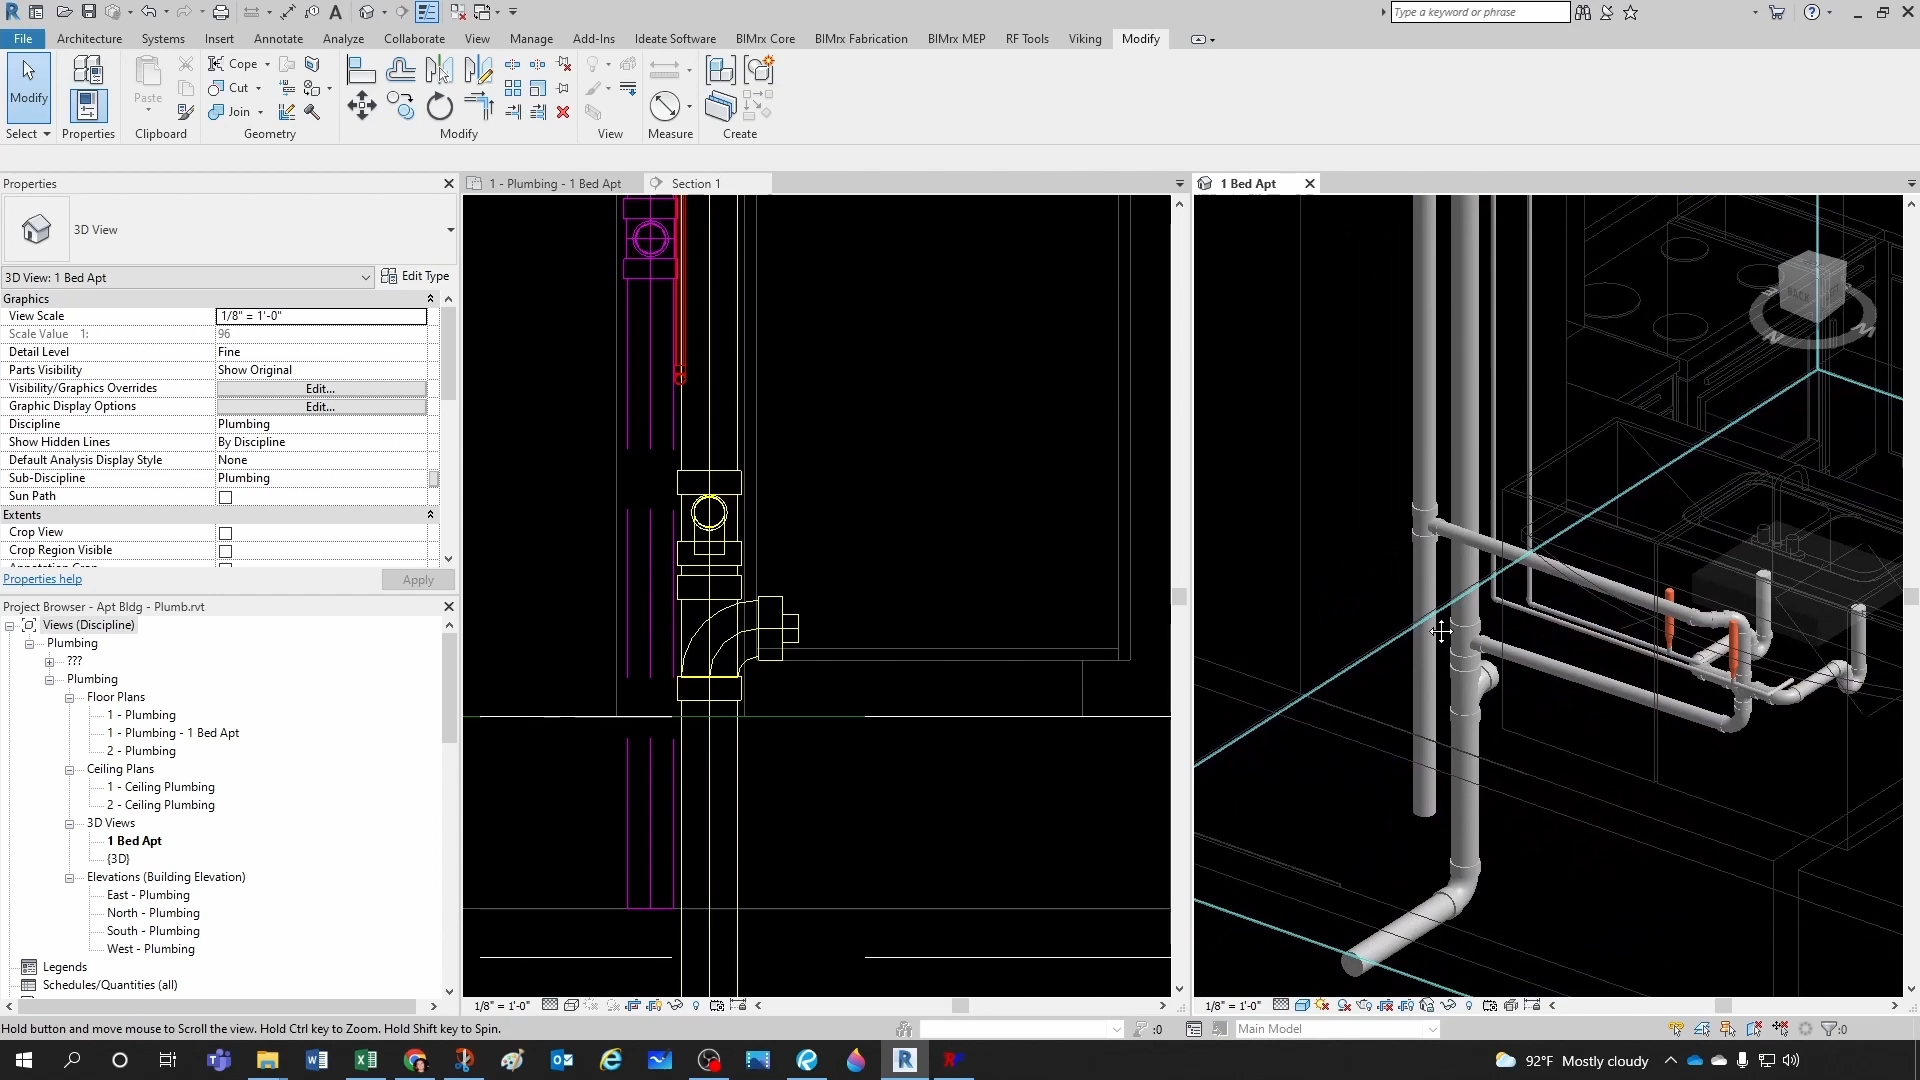 Type a keyword or phrase
File Architecture Systems Insert Annotate Analyze Collaborate View Manage Add-Ins Ideate Software BIMrx Core BIMrx Fabrication BIMrx MEP RF Tools Viking Modify
Modify
Paste
Cope
Cut
Join
Select Properties Clipboard Geometry Modify View Measure Create
Properties
1 - Plumbing - 1 Bed Apt
Section 1
1 Bed Apt
3D View
3D View: 1 Bed Apt
Edit Type
Graphics
View Scale 1/8" = 1'-0"
Scale Value 1: 96
Detail Level Fine
Parts Visibility Show Original
Visibility/Graphics Overrides Edit...
Graphic Display Options Edit...
Discipline Plumbing
Show Hidden Lines By Discipline
Default Analysis Display Style None
Sub-Discipline Plumbing
Sun Path
Extents
Crop View
Crop Region Visible
Properties help
Apply
Project Browser - Apt Bldg - Plumb.rvt
Views (Discipline)
Plumbing
???
Plumbing
Floor Plans
1 - Plumbing
1 - Plumbing - 1 Bed Apt
2 - Plumbing
Ceiling Plans
1 - Ceiling Plumbing
2 - Ceiling Plumbing
3D Views
1 Bed Apt
{3D}
Elevations (Building Elevation)
East - Plumbing
North - Plumbing
South - Plumbing
West - Plumbing
Legends
Schedules/Quantities (all)
BACK
1/8" = 1'-0"
1/8" = 1'-0"
Hold button and move mouse to Scroll the view. Hold Ctrl key to Zoom. Hold Shift key to Spin.
:0
Main Model
:0
92°F Mostly cloudy